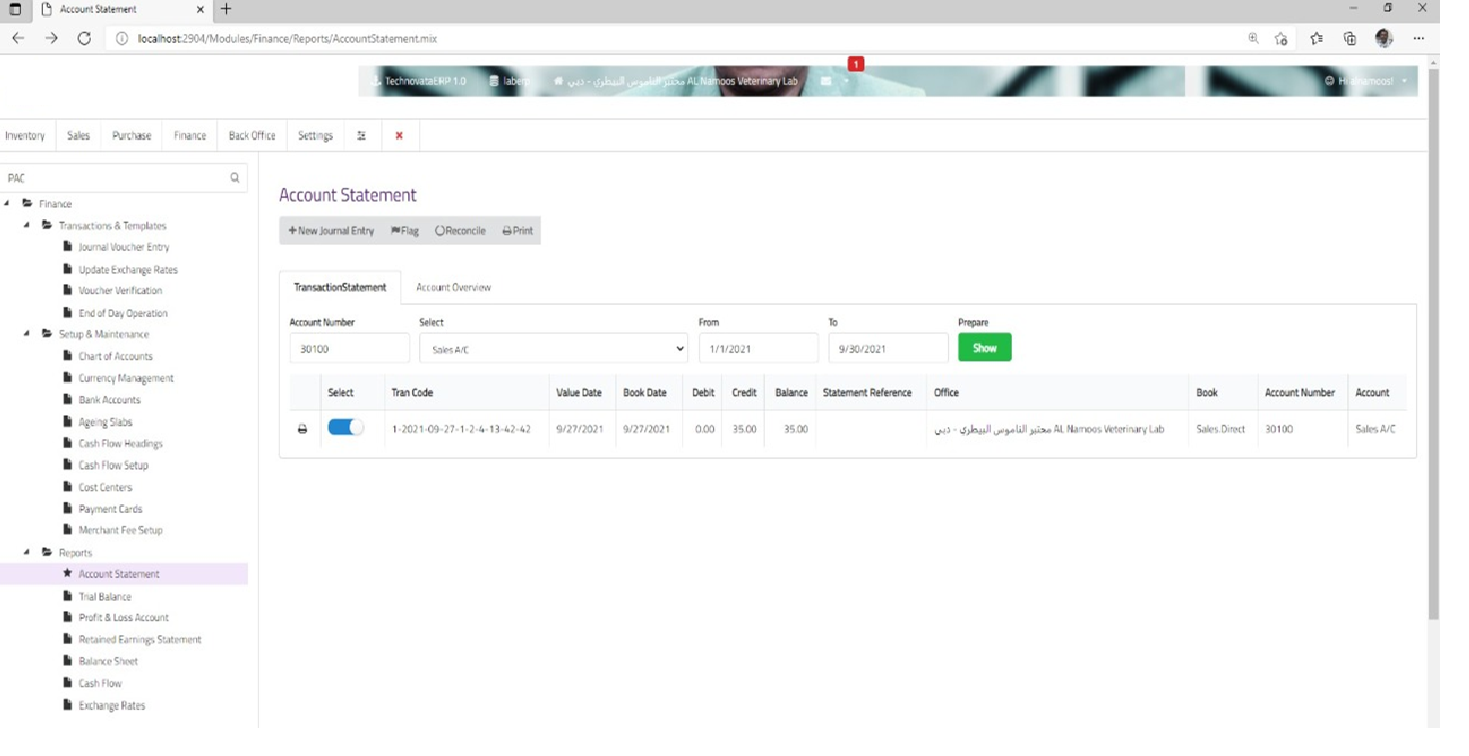 Account Statement
localhost:2904/Modules/Finance/Reports/AccountStatement.mix
1
TechnovataERP 1.0 laberp محتبر الناموس البيطري - دبي AL Namoos Veterinary Lab Hi alnamoos!
Inventory Sales Purchase Finance Back Office Settings
PAC
Finance
Transactions & Templates
Journal Voucher Entry
Update Exchange Rates
Voucher Verification
End of Day Operation
Setup & Maintenance
Chart of Accounts
Currency Management
Bank Accounts
Ageing Slabs
Cash Flow Headings
Cash Flow Setup
Cost Centers
Payment Cards
Merchant Fee Setup
Reports
Account Statement
Trial Balance
Profit & Loss Account
Retained Earnings Statement
Balance Sheet
Cash Flow
Exchange Rates
Account Statement
New Journal Entry Flag Reconcile Print
TransactionStatement Account Overview
Account Number Select From To Prepare
30100 Sales A/C 1/1/2021 9/30/2021 Show
Select Tran Code Value Date Book Date Debit Credit Balance Statement Reference Office Book Account Number Account
1-2021-09-27-1-2-4-13-42-42 9/27/2021 9/27/2021 0.00 35.00 35.00 محتبر الناموس البيطري - دبي AL Namoos Veterinary Lab Sales.Direct 30100 Sales A/C